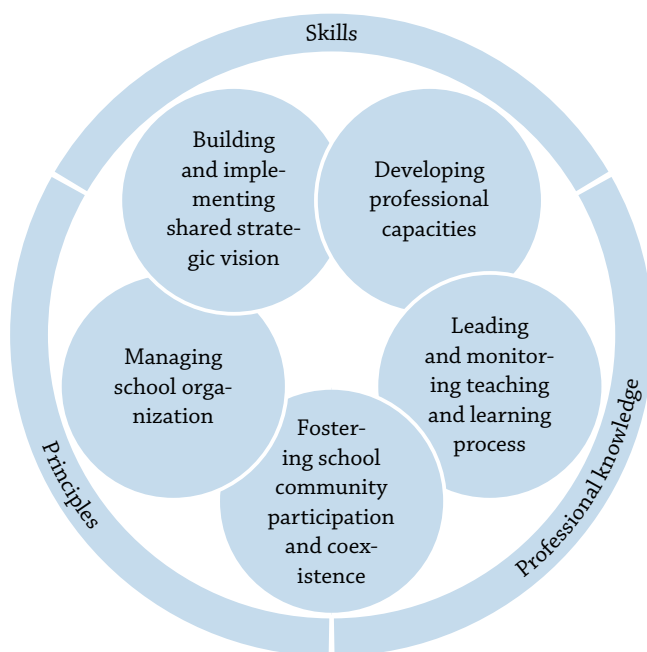 Skills
Building
and imple-
menting
shared strate-
gic vision
Developing
professional
capacities
Leading
and monitor-
ing teaching
and learning
process
Managing
school orga-
nization
Foster-
ing school
community
participation
and coex-
istence
Principles
Professional knowledge